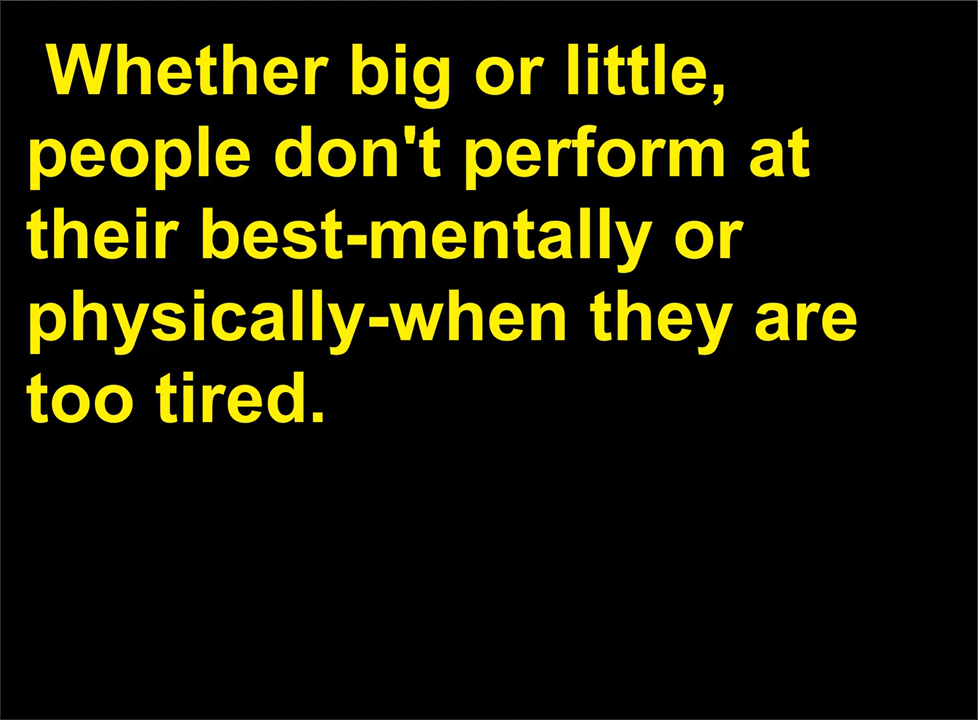 Whether big or little,
people don't perform at
their best-mentally or
physically-when they are
too tired.